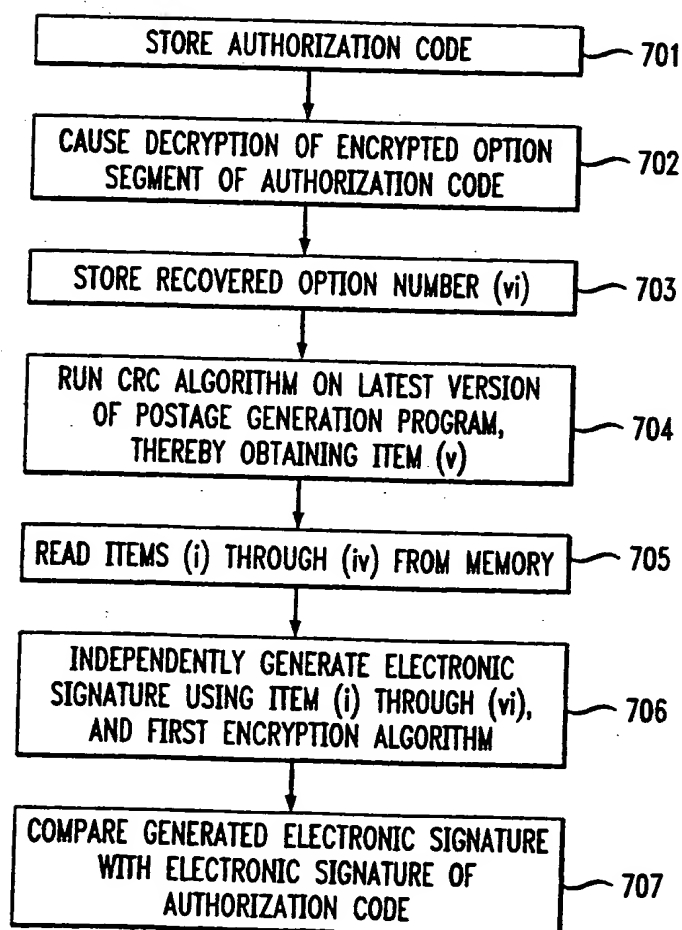 STORE AUTHORIZATION CODE
701
CAUSE DECRYPTION OF ENCRYPTED OPTION
SEGMENT OF AUTHORIZATION CODE
702
STORE RECOVERED OPTION NUMBER (vi)
703
RUN CRC ALGORITHM ON LATEST VERSION
OF POSTAGE GENERATION PROGRAM,
THEREBY OBTAINING ITEM (v)
704
READ ITEMS (i) THROUGH (iv) FROM MEMORY
705
INDEPENDENTLY GENERATE ELECTRONIC
SIGNATURE USING ITEM (i) THROUGH (vi),
AND FIRST ENCRYPTION ALGORITHM
706
COMPARE GENERATED ELECTRONIC SIGNATURE
WITH ELECTRONIC SIGNATURE OF
AUTHORIZATION CODE
707